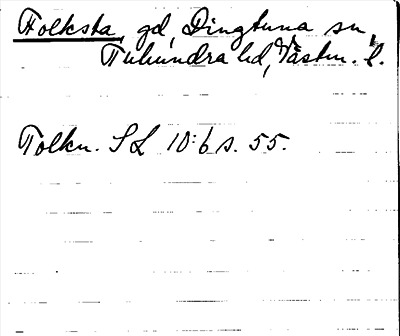 Folksta, gd, Dingtuna sn,
Tuhundra hd, Västm. l.
Tolkn. SL 10:6 s. 55.